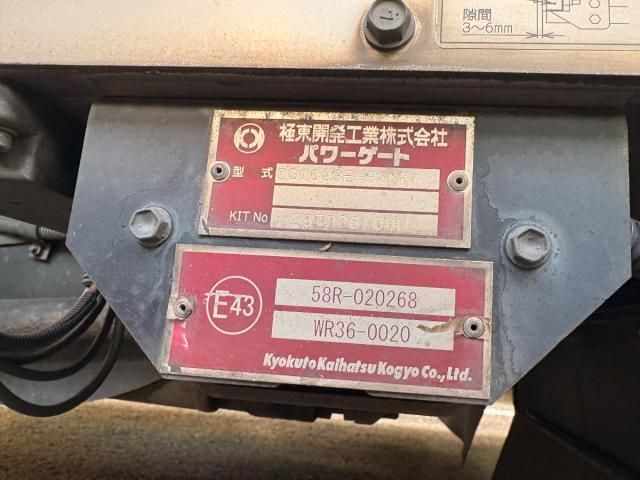 隙間
3～6mm
極東開発工業株式会社
パワーゲート
型式
KIT No
E43
58R-020268
WR36-0020
Kyokuto Kaihatsu Kogyo Co., Ltd.